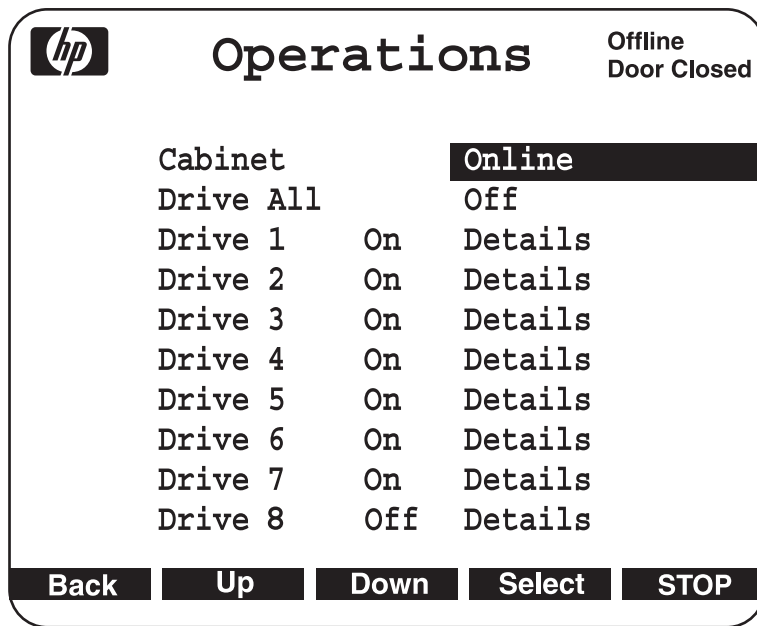 hp Operations Offline
Door Closed
Cabinet Online
Drive All Off
Drive 1 On Details
Drive 2 On Details
Drive 3 On Details
Drive 4 On Details
Drive 5 On Details
Drive 6 On Details
Drive 7 On Details
Drive 8 Off Details
Back Up Down Select STOP